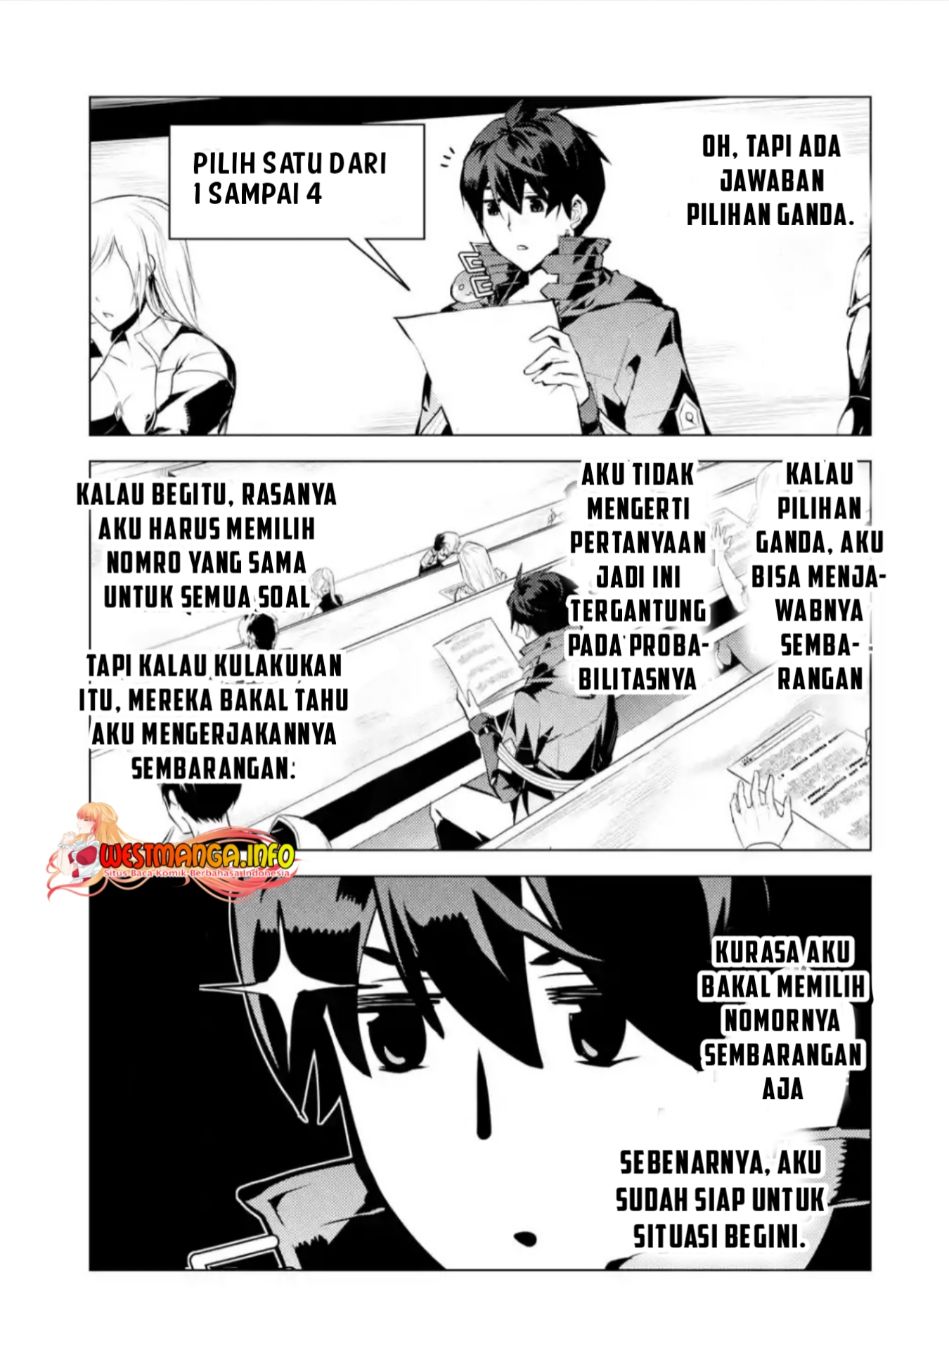 OH, TAPI ADA
JAWABAN
PILIHAN GANDA.
PILIH SATU DARI
1 SAMPAI 4
KALAU
PILIHAN
GANDA, AKU
BISA MENJA-
WABNYA
SEMBA-
RANGAN
AKU TIDAK
MENGERTI
PERTANYAAN
JADI INI
TERGANTUNG
PADA PROBA-
BILITASNYA
KALAU BEGITU, RASANYA
AKU HARUS MEMILIH
NOMRO YANG SAMA
UNTUK SEMUA SOAL
TAPI KALAU KULAKUKAN
ITU, MEREKA BAKAL TAHU
AKU MENGERJAKANNYA
SEMBARANGAN.
WESTMANGA.INFO
Situs Baca Komik Berbahasa Indonesia
KURASA AKU
BAKAL MEMILIH
NOMORNYA
SEMBARANGAN
AJA
SEBENARNYA, AKU
SUDAH SIAP UNTUK
SITUASI BEGINI.